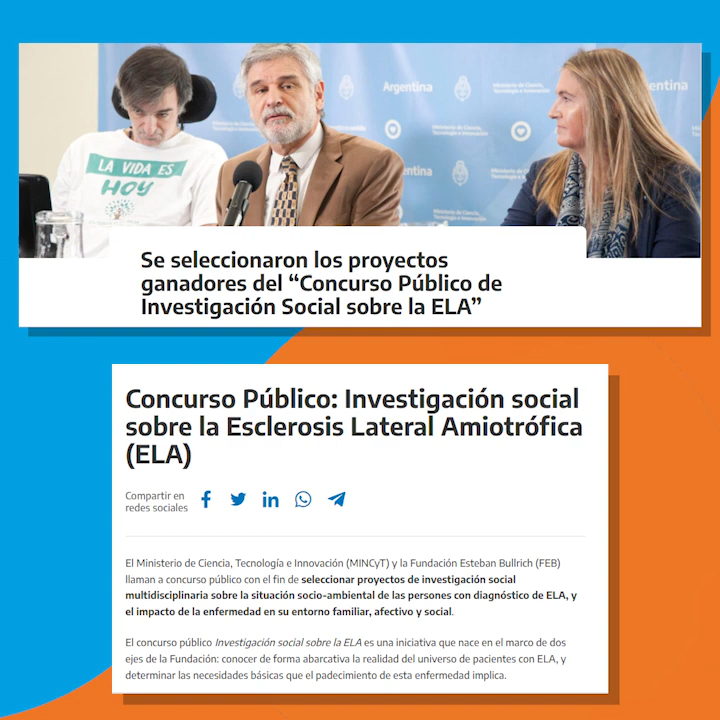 LA VIDA ES
HOY
Argentina
Ministerio de Ciencia,
Tecnología e Innovación
entina
Se seleccionaron los proyectos
ganadores del “Concurso Público de
Investigación Social sobre la ELA”
Concurso Público: Investigación social
sobre la Esclerosis Lateral Amiotrófica
(ELA)
Compartir en
redes sociales
El Ministerio de Ciencia, Tecnología e Innovación (MINCyT) y la Fundación Esteban Bullrich (FEB)
llaman a concurso público con el fin de seleccionar proyectos de investigación social
multidisciplinaria sobre la situación socio-ambiental de las personas con diagnóstico de ELA, y
el impacto de la enfermedad en su entorno familiar, afectivo y social.
El concurso público Investigación social sobre la ELA es una iniciativa que nace en el marco de dos
ejes de la Fundación: conocer de forma abarcativa la realidad del universo de pacientes con ELA, y
determinar las necesidades básicas que el padecimiento de esta enfermedad implica.